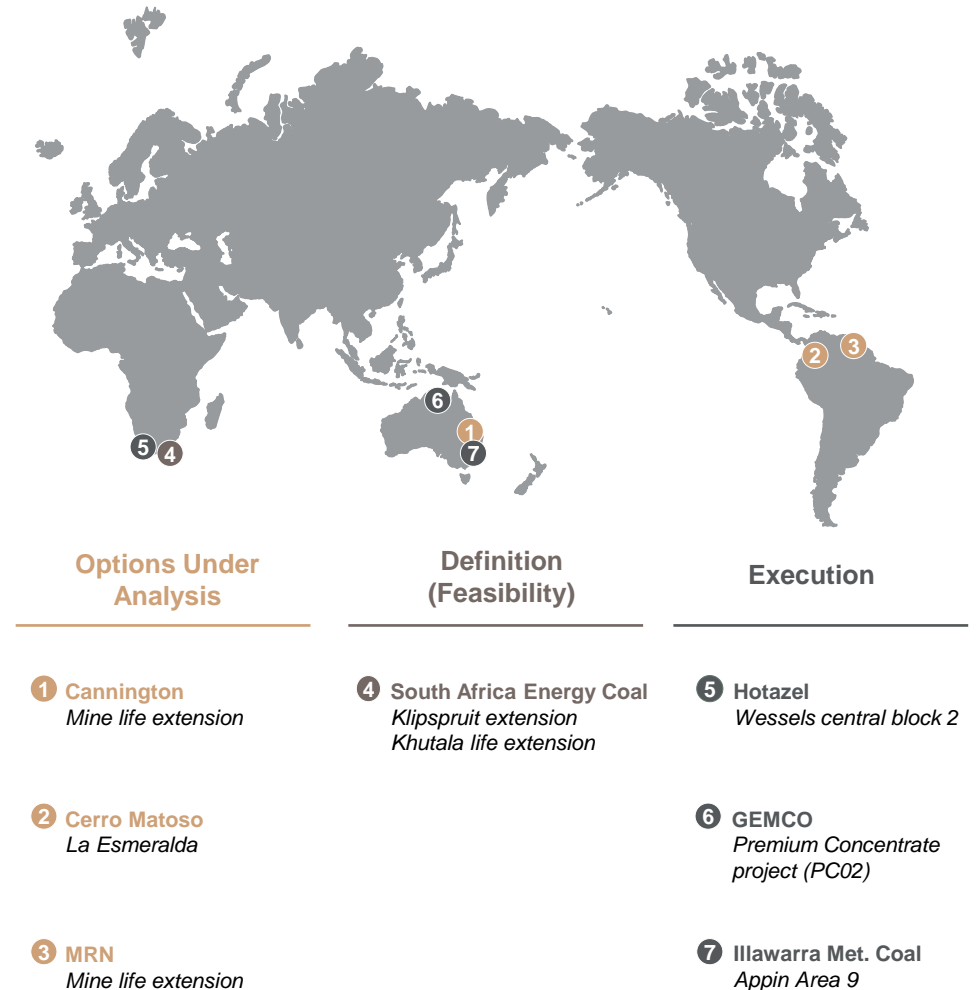 6
1
7
5
4
2
3
Options Under
Analysis
Definition
(Feasibility)
Execution
1 Cannington
Mine life extension
2 Cerro Matoso
La Esmeralda
3 MRN
Mine life extension
4 South Africa Energy Coal
Klipspruit extension
Khutala life extension
5 Hotazel
Wessels central block 2
6 GEMCO
Premium Concentrate
project (PC02)
7 Illawarra Met. Coal
Appin Area 9